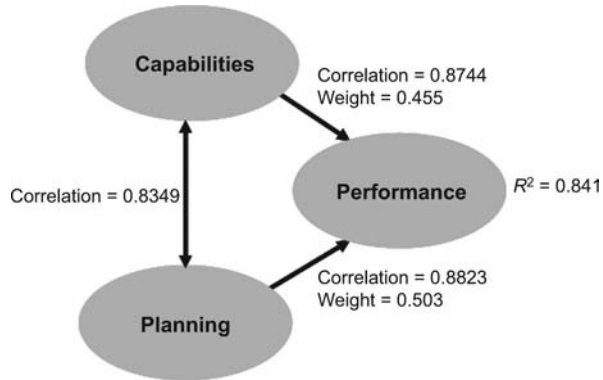 Capabilities
Correlation = 0.8744
Weight = 0.455
Correlation = 0.8349
Performance
R² = 0.841
Correlation = 0.8823
Weight = 0.503
Planning